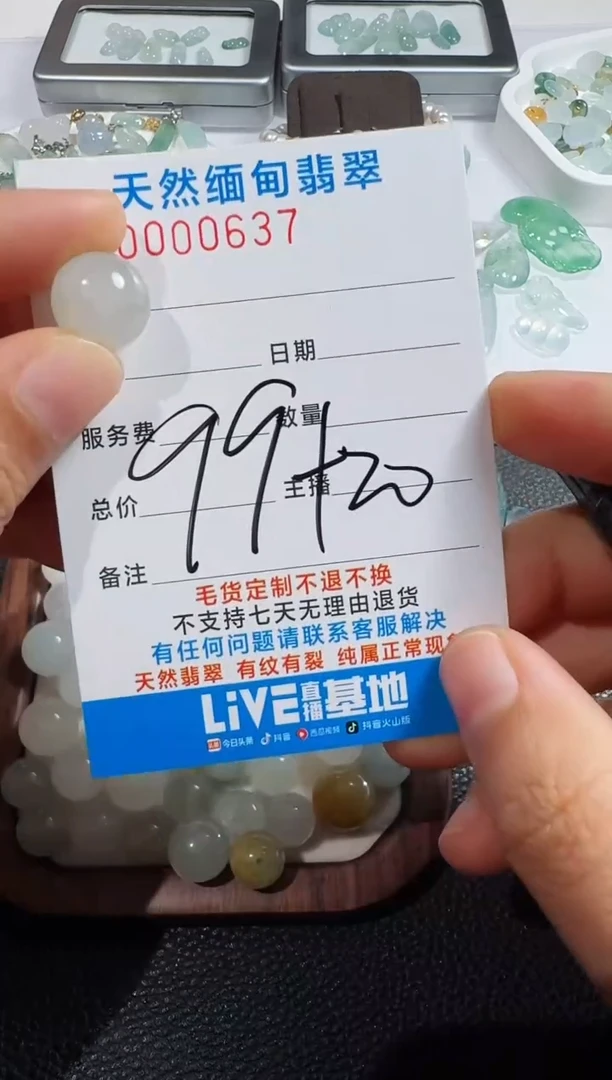 天然缅甸翡翠
0000637
日期
服务费 数量
99+20
总价 主播
备注
毛货定制不退不换
不支持七天无理由退货
有任何问题请联系客服解决
天然翡翠 有纹有裂 纯属正常现
LiVE直播基地
今日头条 抖音 西瓜视频 抖音火山版